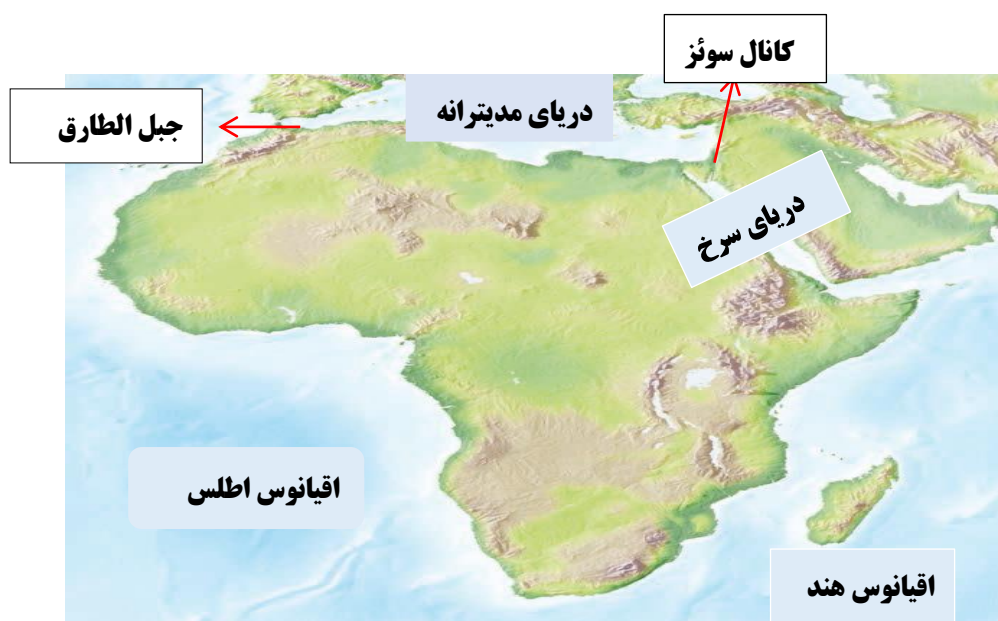 کانال سوئز
دریای مدیترانه
جبل الطارق
دریای سرخ
اقیانوس اطلس
اقیانوس هند